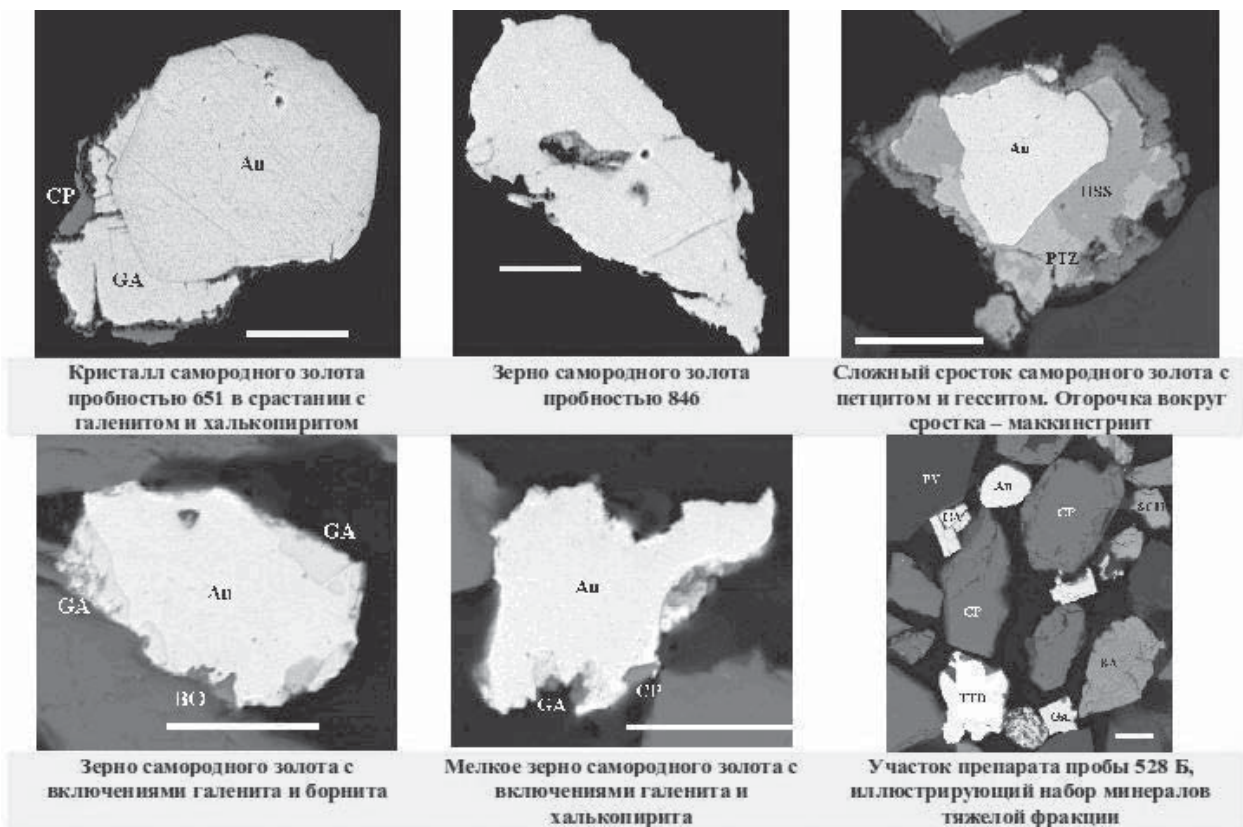 Au
CP
GA
Au
HSS
PTZ
Кристалл самородного золота
пробностью 651 в срастании с
галенитом и халькопиритом
Зерно самородного золота
пробностью 846
Сложный сросток самородного золота с
петцитом и гесситом. Оторочка вокруг
сростка – маккинстриит
GA
Au
GA
BO
Au
GA
CP
PY
Au
GA
CP
SCH
CP
BA
TTD
GA
Зерно самородного золота с
включениями галенита и борнита
Мелкое зерно самородного золота с
включениями галенита и
халькопирита
Участок препарата пробы 528 Б,
иллюстрирующий набор минералов
тяжелой фракции